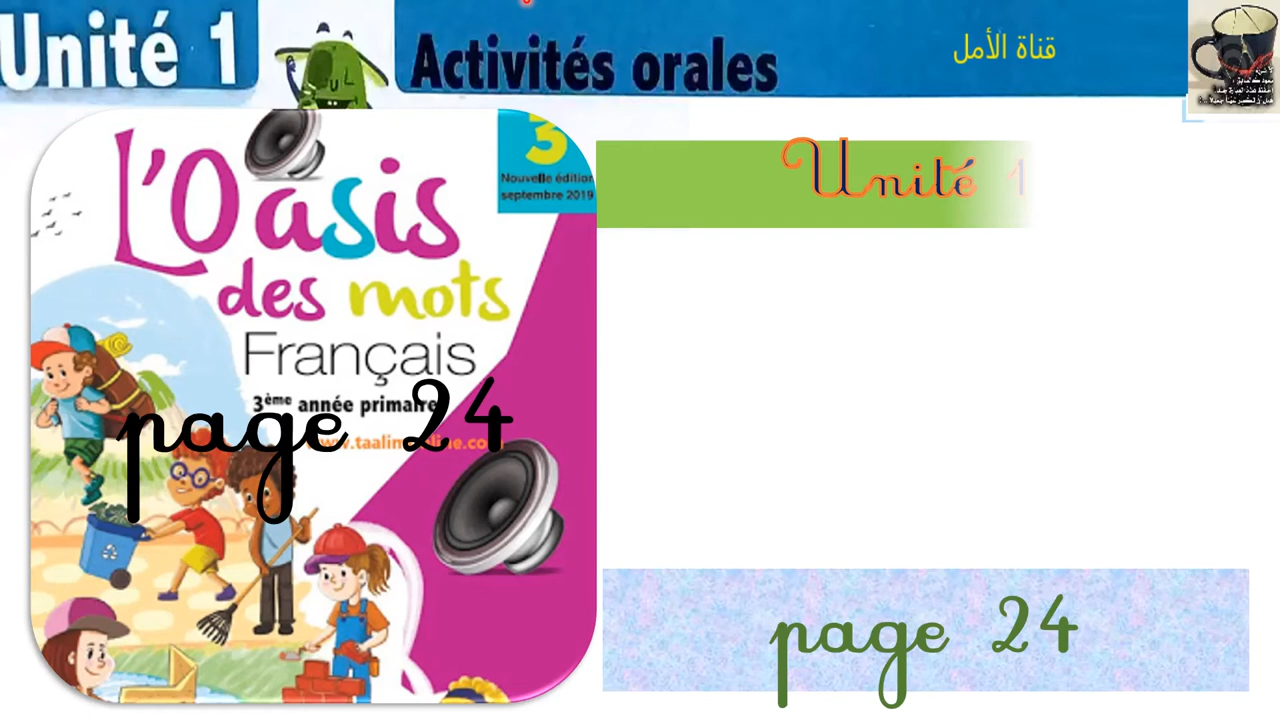 Unité 1
Activités orales
قناة الأمل
L'Oasis
des mots
Français
3ème année primaire
3
Nouvelle édition
septembre 2019
page 24
Unité 1
page 24